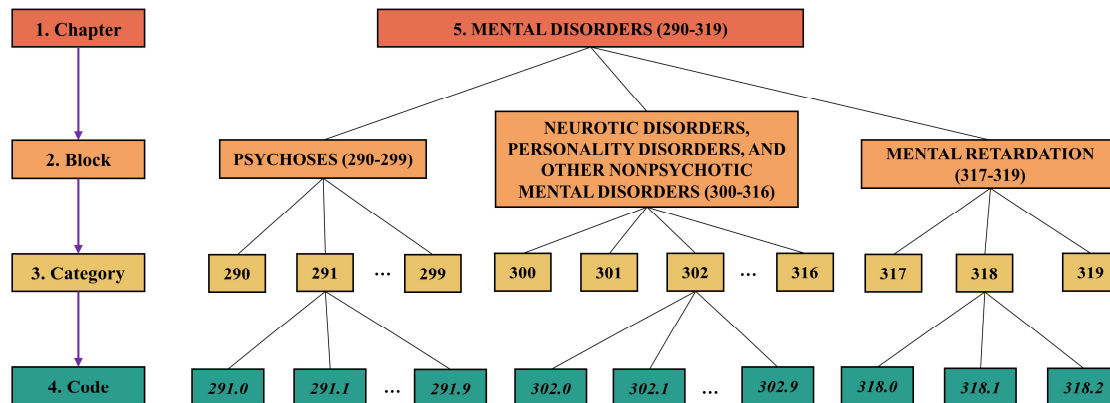 1. Chapter
5. MENTAL DISORDERS (290-319)
2. Block
PSYCHOSES (290-299)
NEUROTIC DISORDERS,
PERSONALITY DISORDERS, AND
OTHER NONPSYCHOTIC
MENTAL DISORDERS (300-316)
MENTAL RETARDATION
(317-319)
3. Category
290
291
...
299
300
301
302
...
316
317
318
319
4. Code
291.0
291.1
...
291.9
302.0
302.1
...
302.9
318.0
318.1
318.2